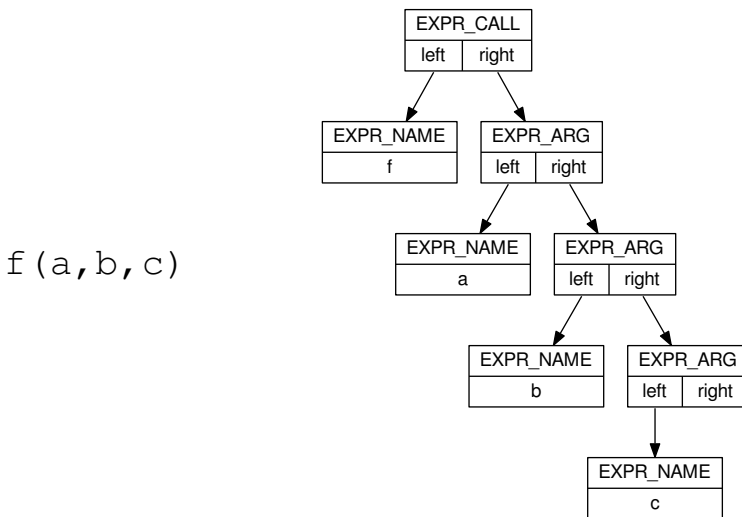 EXPR_CALL
left right
EXPR_NAME EXPR_ARG
f left right
f(a,b,c)
EXPR_NAME EXPR_ARG
a left right
EXPR_NAME EXPR_ARG
b left right
EXPR_NAME
c